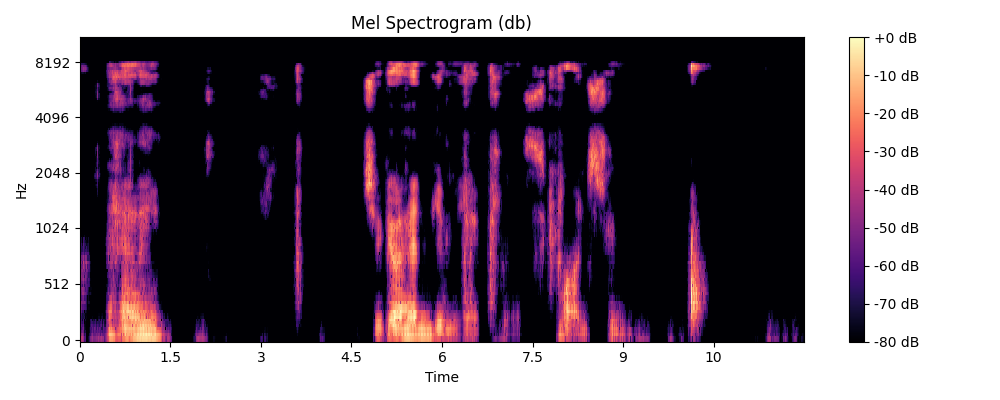 Mel Spectrogram (db)
Hz
8192
4096
2048
1024
512
0
0 1.5 3 4.5 6 7.5 9 10
Time
+0 dB
-10 dB
-20 dB
-30 dB
-40 dB
-50 dB
-60 dB
-70 dB
-80 dB